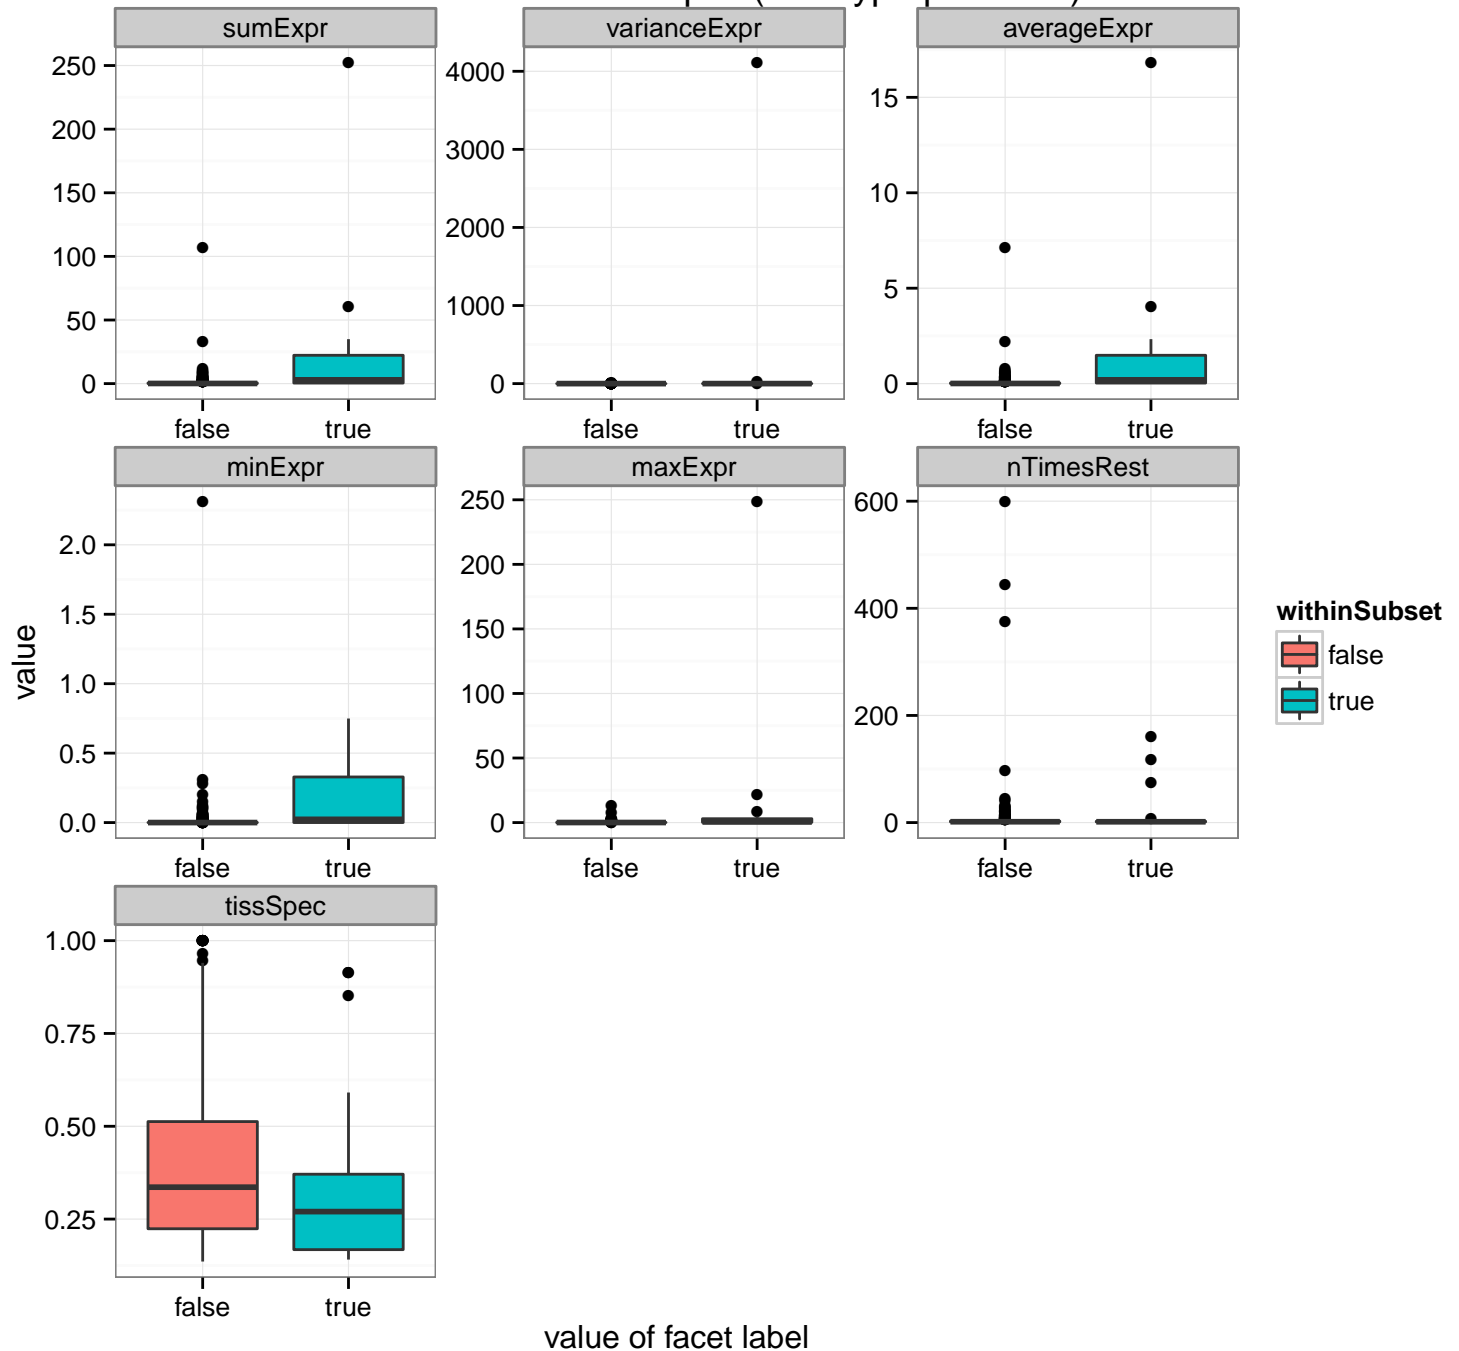 sumExpr varianceExpr averageExpr
250
200
150
100
50
0
false true
4000
3000
2000
1000
0
false true
15
10
5
0
false true
minExpr maxExpr nTimesRest
2.0
1.5
1.0
0.5
0.0
false true
250
200
150
100
50
0
false true
600
400
200
0
false true
tissSpec
1.00
0.75
0.50
0.25
false true
value
value of facet label
withinSubset
false
true